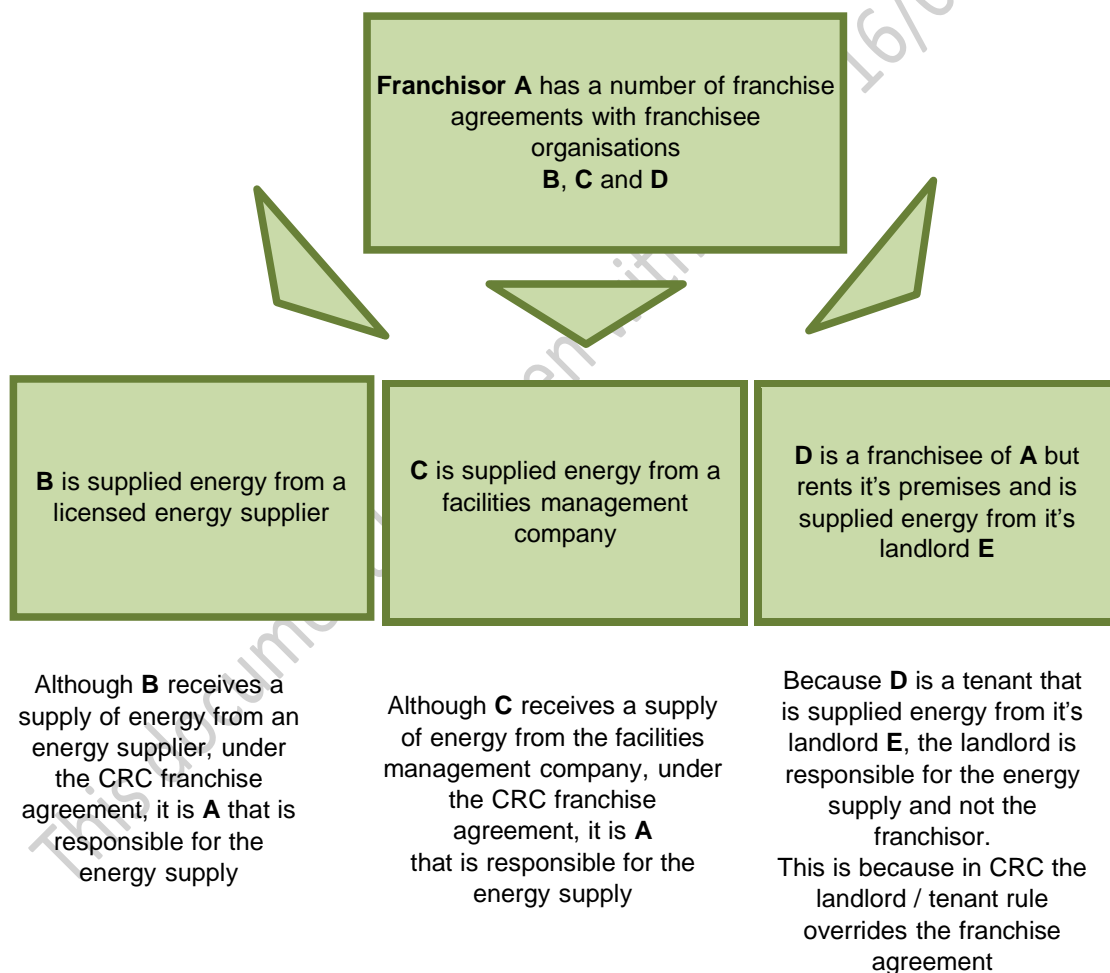 Franchisor A has a number of franchise
agreements with franchisee
organisations
B, C and D
B is supplied energy from a
licensed energy supplier
C is supplied energy from a
facilities management
company
D is a franchisee of A but
rents it's premises and is
supplied energy from it's
landlord E
Although B receives a
supply of energy from an
energy supplier, under
the CRC franchise
agreement, it is A that is
responsible for the
energy supply
Although C receives a supply
of energy from the facilities
management company, under
the CRC franchise
agreement, it is A
that is responsible for the
energy supply
Because D is a tenant that
is supplied energy from it's
landlord E, the landlord is
responsible for the energy
supply and not the
franchisor.
This is because in CRC the
landlord / tenant rule
overrides the franchise
agreement
This docum